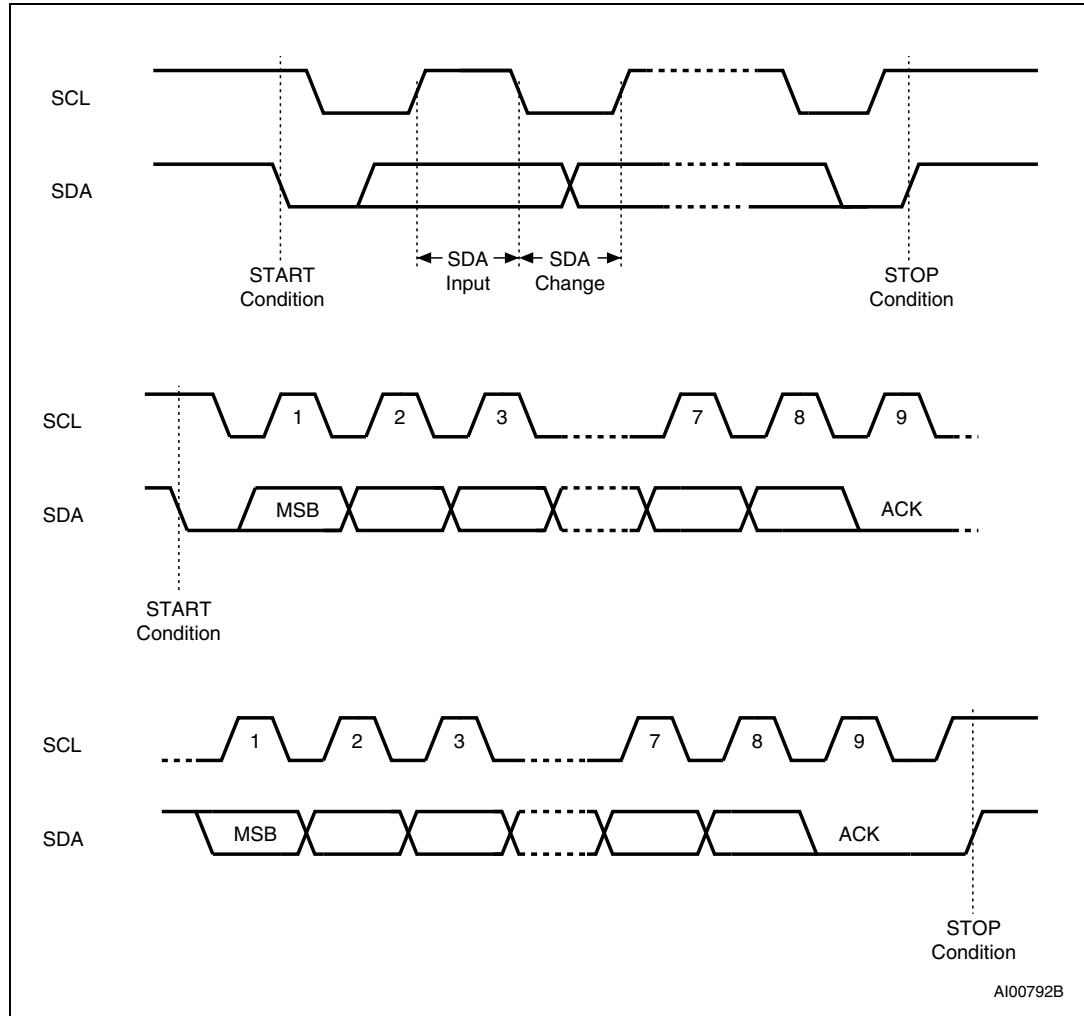 SCL
SDA
START
Condition
SDA
Input
SDA
Change
STOP
Condition
SCL
1 2 3 7 8 9
SDA
MSB ACK
START
Condition
SCL
1 2 3 7 8 9
SDA
MSB ACK
STOP
Condition
AI00792B